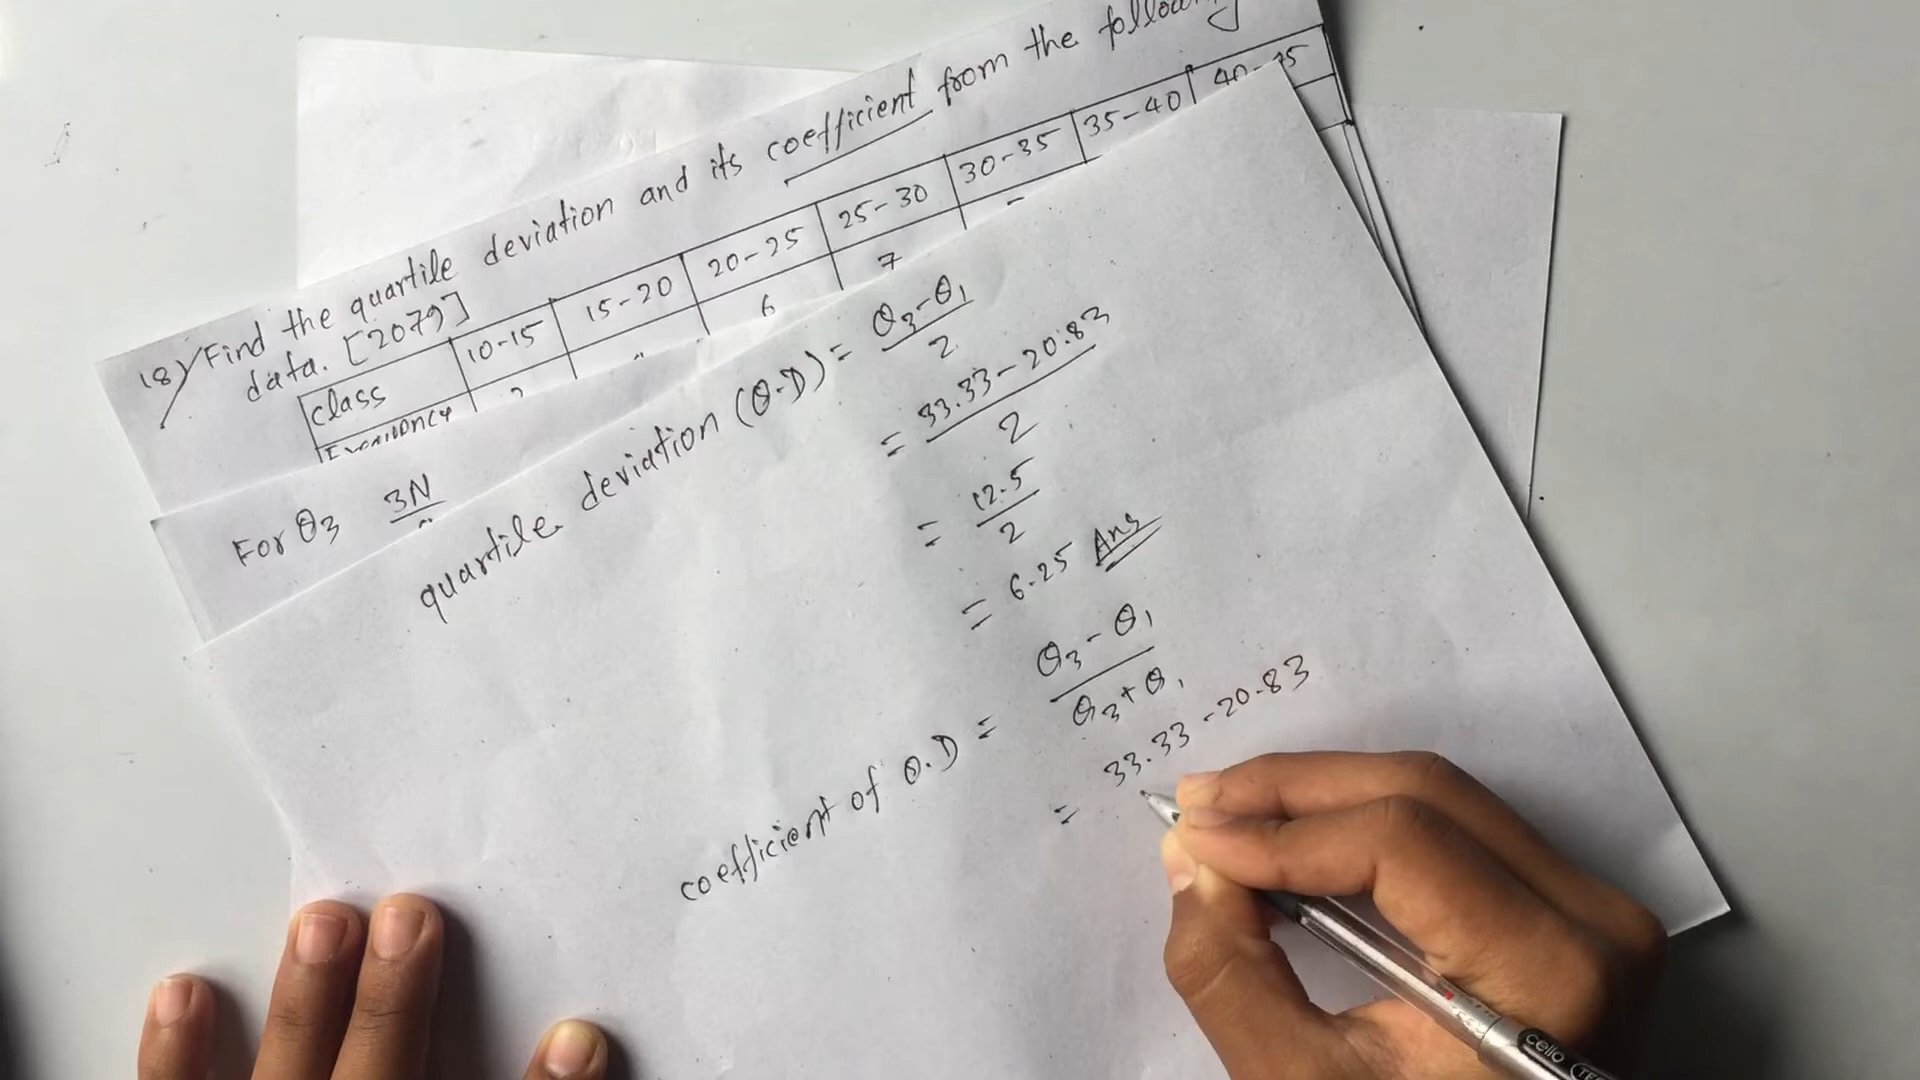 18) Find the quartile deviation and its coefficient from the following
data. [2079]
class 10-15 15-20 20-25 25-30 30-35 35-40 40-45
6 7
For Q3 3N
quartile deviation (Q.D) = Q3-Q1
2
= 33.33-20.83
2
= 12.5
2
= 6.25 Ans
coefficient of Q.D = Q3-Q1
Q3+Q1
= 33.33-20.83
cello